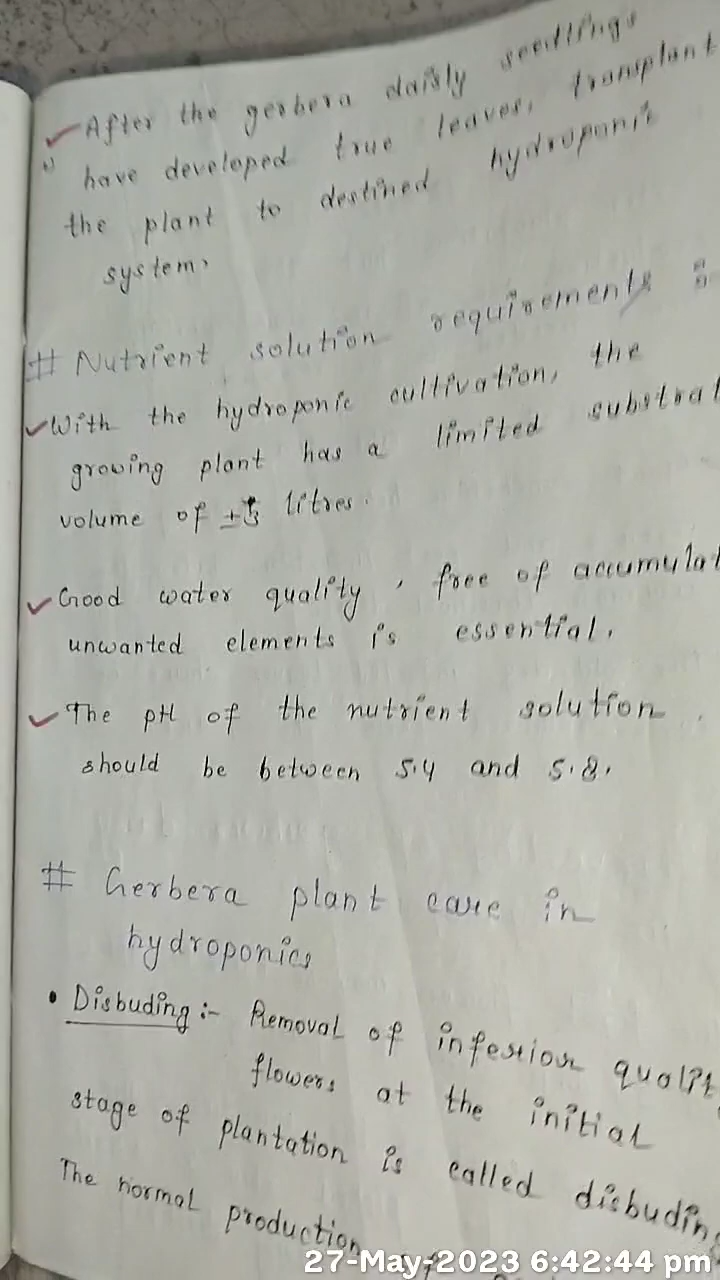 After the gerbera daisly seedlings
have developed true leaves, transplant
the plant to destined hydroponic
system.
# Nutrient solution requirements :
With the hydroponic cultivation, the
growing plant has a limited substrat
volume of ± litres.
Good water quality, free of accumulat
unwanted elements is essential.
The pH of the nutrient solution
should be between 5.4 and 5.8.
# Gerbera plant care in
hydroponics
• Disbuding :- Removal of inferior qualit
flowers at the initial
stage of plantation is called disbuding
The normal production
27-May-2023 6:42:44 pm